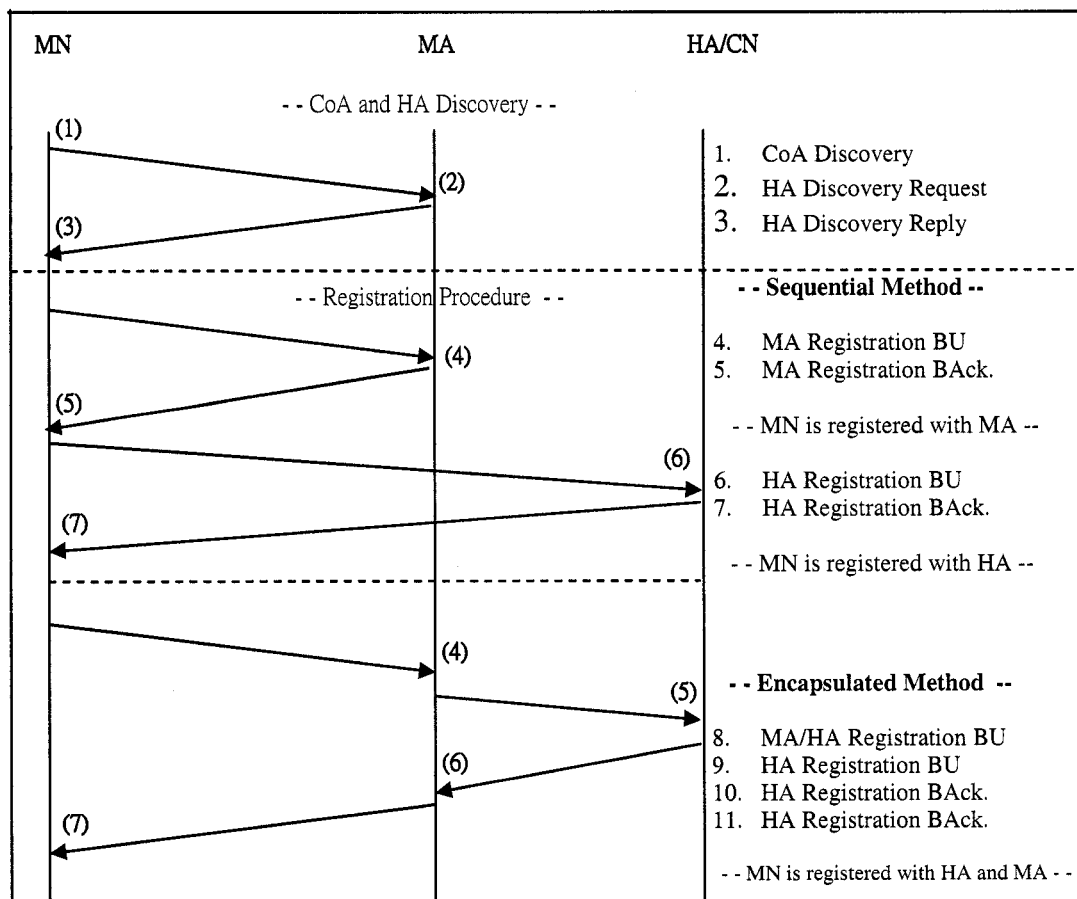 MN MA HA/CN
- - CoA and HA Discovery - -
(1)
1. CoA Discovery
(2)
2. HA Discovery Request
(3)
3. HA Discovery Reply
- - Registration Procedure - -
- - Sequential Method --
(4)
4. MA Registration BU
5. MA Registration BAck.
(5)
- - MN is registered with MA --
(6)
6. HA Registration BU
7. HA Registration BAck.
(7)
- - MN is registered with HA --
(4)
- - Encapsulated Method --
(5)
8. MA/HA Registration BU
(6)
9. HA Registration BU
10. HA Registration BAck.
(7)
11. HA Registration BAck.
- - MN is registered with HA and MA - -